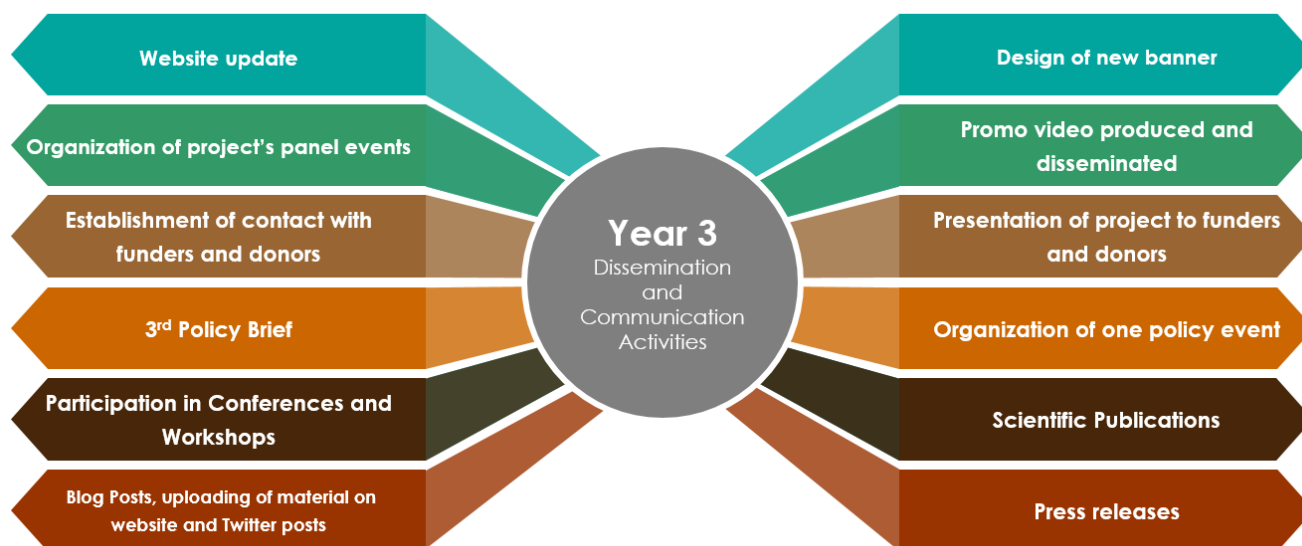 Website update
Organization of project's panel events
Establishment of contact with
funders and donors
3rd Policy Brief
Participation in Conferences and
Workshops
Blog Posts, uploading of material on
website and Twitter posts
Year 3
Dissemination
and
Communication
Activities
Design of new banner
Promo video produced and
disseminated
Presentation of project to funders
and donors
Organization of one policy event
Scientific Publications
Press releases